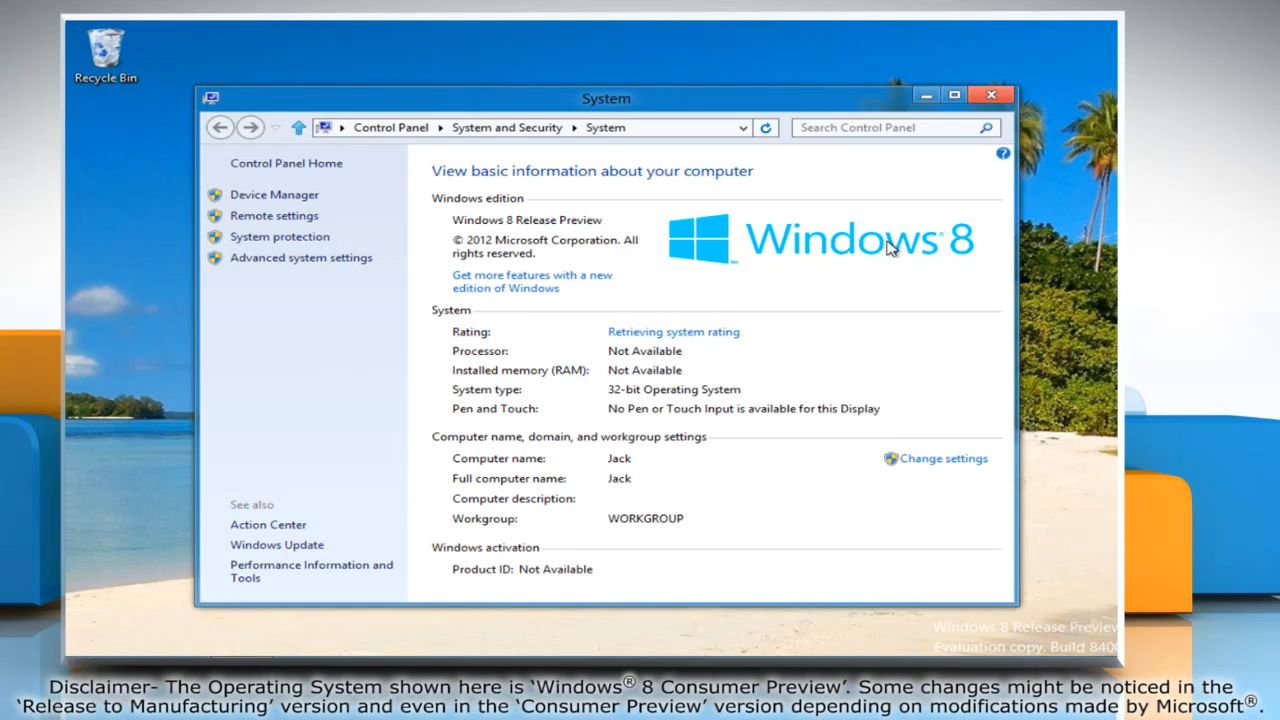 Recycle Bin
System
Control Panel
System and Security
System
Search Control Panel
Control Panel Home
Device Manager
Remote settings
System protection
Advanced system settings
See also
Action Center
Windows Update
Performance Information and
Tools
View basic information about your computer
Windows edition
Windows 8 Release Preview
© 2012 Microsoft Corporation. All
rights reserved.
Get more features with a new
edition of Windows
Windows® 8
System
Rating: Retrieving system rating
Processor: Not Available
Installed memory (RAM): Not Available
System type: 32-bit Operating System
Pen and Touch: No Pen or Touch Input is available for this Display
Computer name, domain, and workgroup settings
Computer name: Jack
Change settings
Full computer name: Jack
Computer description:
Workgroup: WORKGROUP
Windows activation
Product ID: Not Available
Windows 8 Release Preview
Evaluation copy. Build 8400
Disclaimer- The Operating System shown here is ‘Windows® 8 Consumer Preview’. Some changes might be noticed in the
‘Release to Manufacturing’ version and even in the ‘Consumer Preview’ version depending on modifications made by Microsoft®.